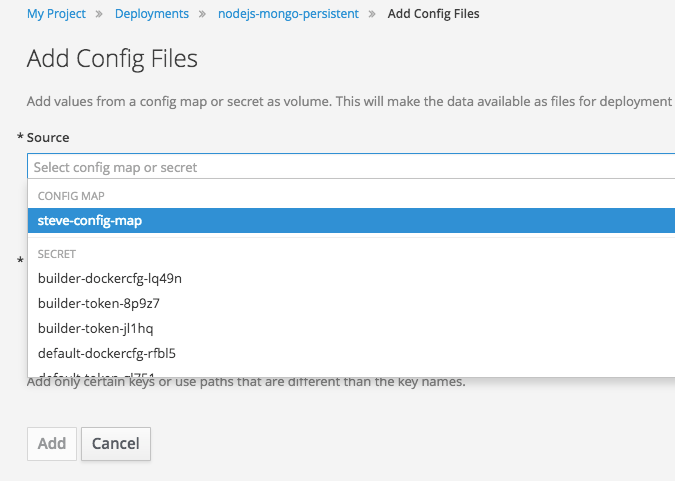 My Project » Deployments » nodejs-mongo-persistent » Add Config Files
Add Config Files
Add values from a config map or secret as volume. This will make the data available as files for deployment
* Source
Select config map or secret
CONFIG MAP
steve-config-map
SECRET
*
builder-dockercfg-lq49n
builder-token-8p9z7
builder-token-jl1hq
default-dockercfg-rfbl5
Add only certain keys or use paths that are different than the key names.
Add Cancel